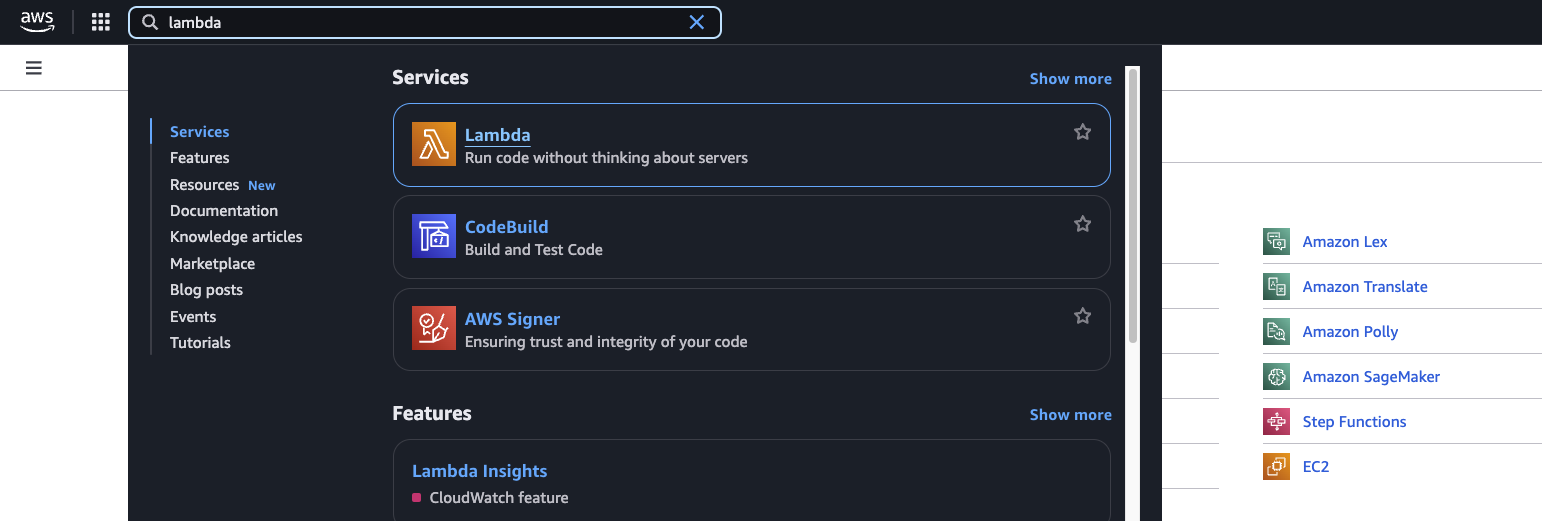 aws
lambda
Services
Show more
Services
Features
Resources New
Documentation
Knowledge articles
Marketplace
Blog posts
Events
Tutorials
Lambda
Run code without thinking about servers
CodeBuild
Build and Test Code
AWS Signer
Ensuring trust and integrity of your code
Features
Show more
Lambda Insights
CloudWatch feature
Amazon Lex
Amazon Translate
Amazon Polly
Amazon SageMaker
Step Functions
EC2